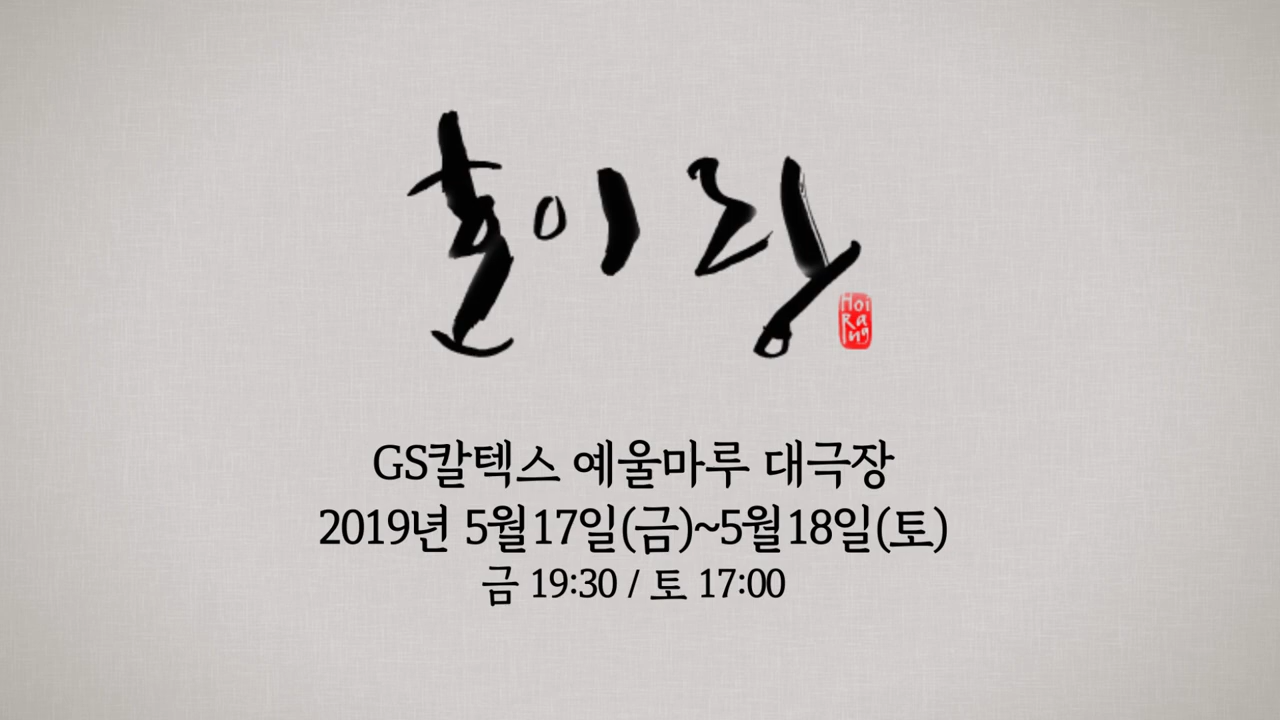 호이랑
Hoi
Ra
ng
GS칼텍스 예울마루 대극장
2019년 5월17일(금)~5월18일(토)
금 19:30 / 토 17:00